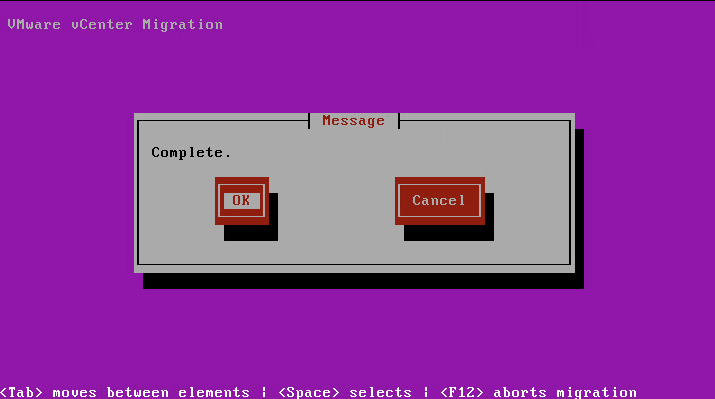 VMware vCenter Migration
Message
Complete.
OK Cancel
<Tab> moves between elements ¦ <Space> selects ¦ <F12> aborts migration